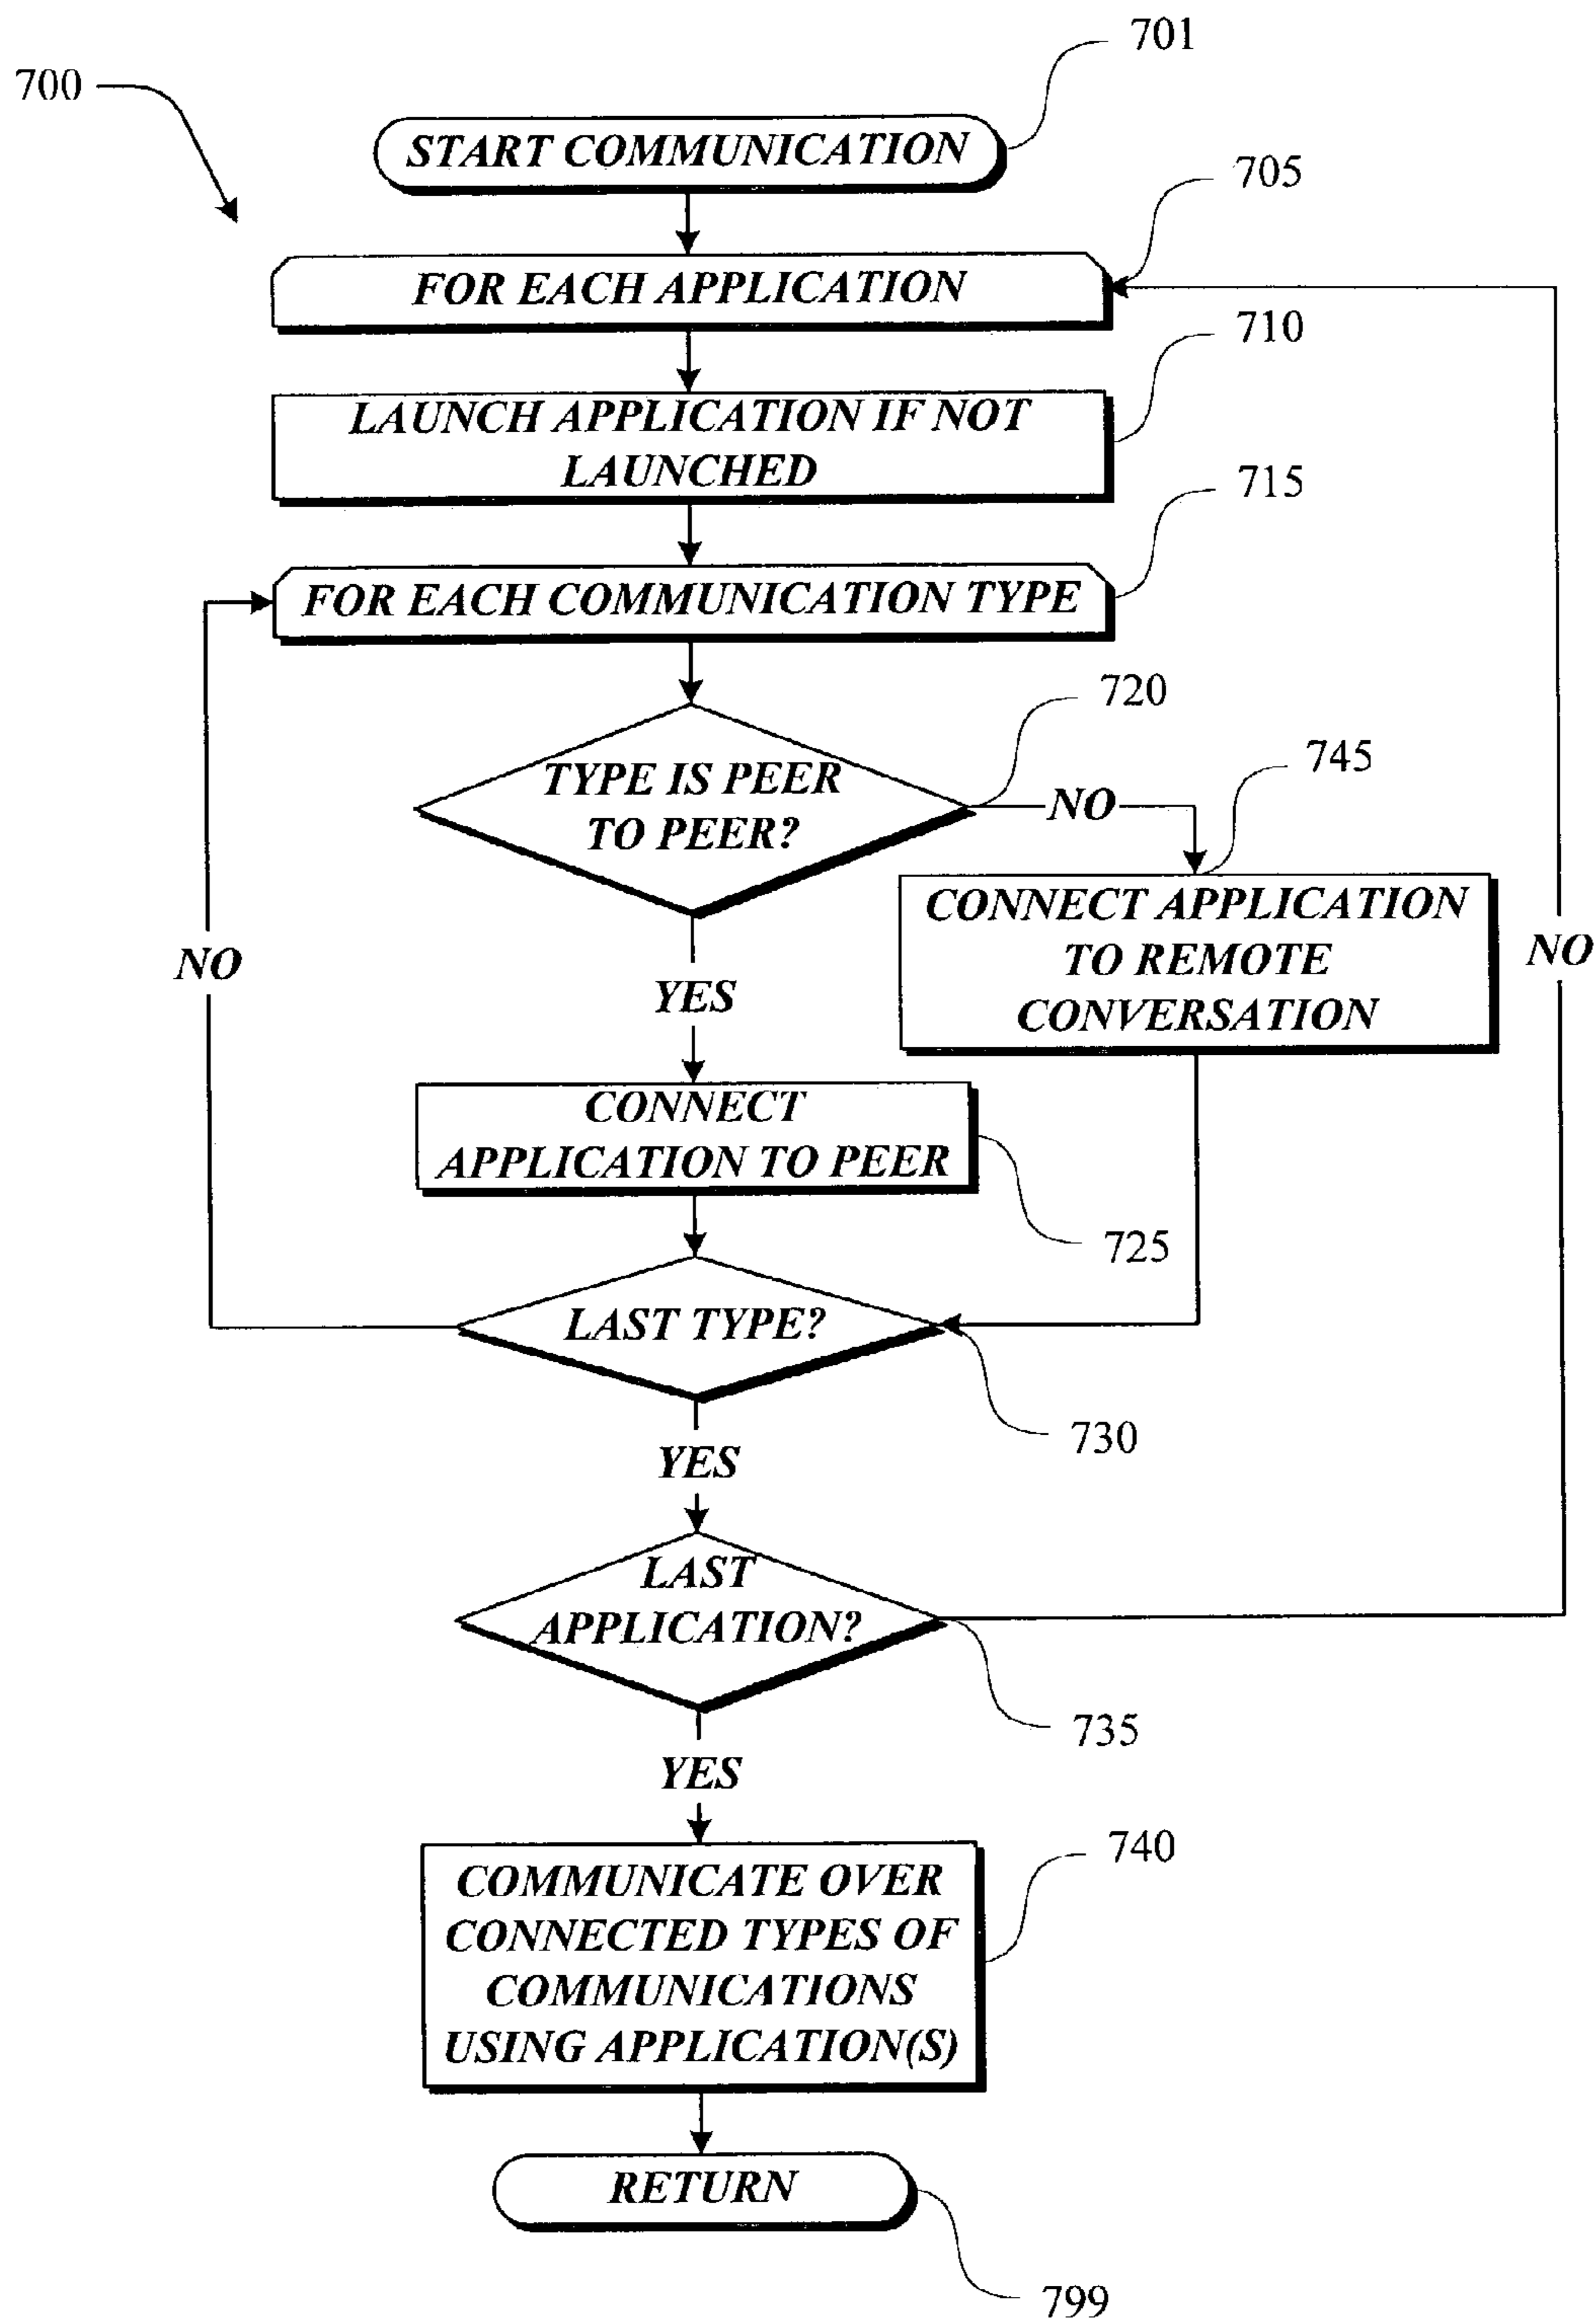 701
700
START COMMUNICATION
705
FOR EACH APPLICATION
710
LAUNCH APPLICATION IF NOT
LAUNCHED
715
FOR EACH COMMUNICATION TYPE
720
TYPE IS PEER
TO PEER?
NO
745
CONNECT APPLICATION
TO REMOTE
CONVERSATION
NO
NO
YES
CONNECT
APPLICATION TO PEER
725
LAST TYPE?
730
YES
LAST
APPLICATION?
735
YES
740
COMMUNICATE OVER
CONNECTED TYPES OF
COMMUNICATIONS
USING APPLICATION(S)
RETURN
799